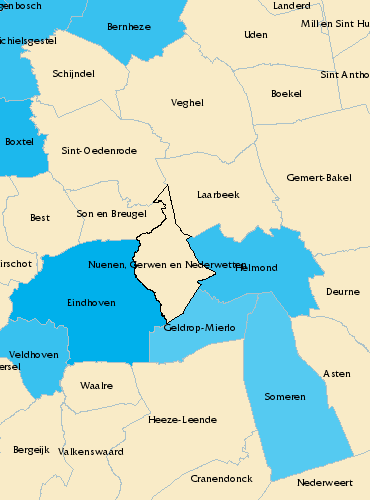 enbosch
Landerd
Bernheze
Mill en Sint Hu
Uden
ichielsgestel
Schijndel
Sint Antho
Boekel
Veghel
Boxtel
Sint-Oedenrode
Gemert-Bakel
Laarbeek
Best
Son en Breugel
irschot
Nuenen, Gerwen en Nederwetten
Helmond
Deurne
Eindhoven
Geldrop-Mierlo
Veldhoven
ersel
Asten
Waalre
Someren
Heeze-Leende
Bergeijk
Valkenswaard
Cranendonck
Nederweert